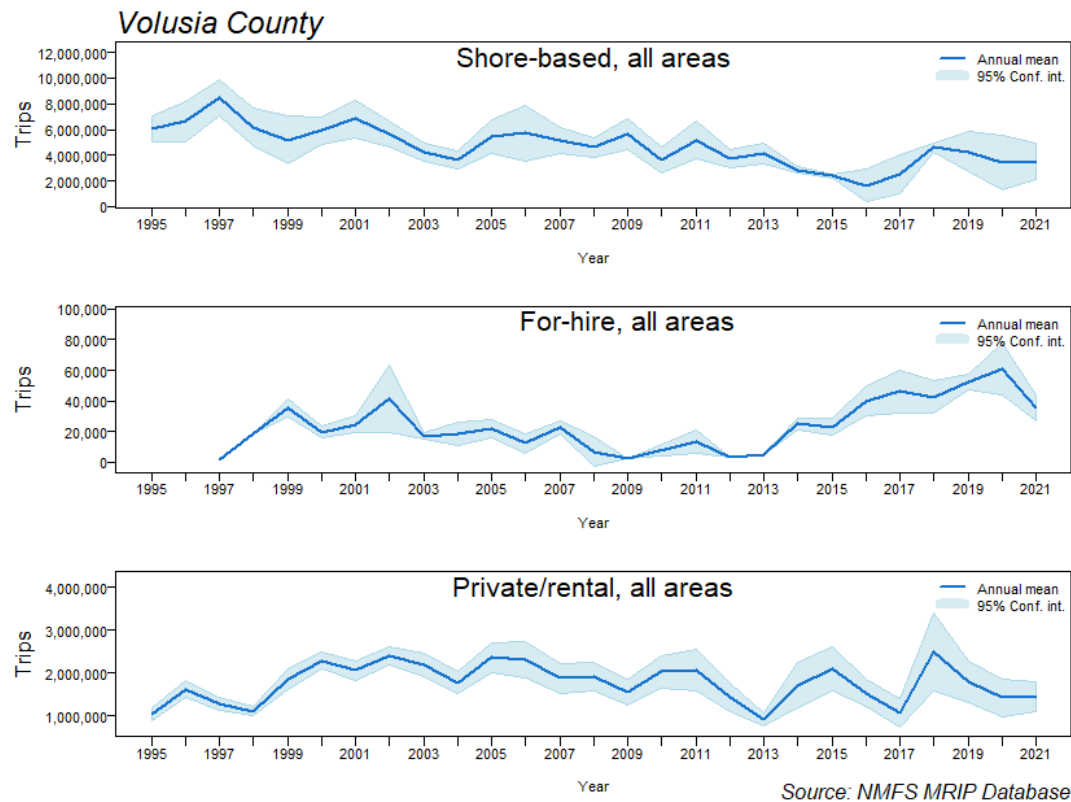 Volusia County
Shore-based, all areas
Annual mean
95% Conf. int.
Trips
12,000,000
10,000,000
8,000,000
6,000,000
4,000,000
2,000,000
0
1995 1997 1999 2001 2003 2005 2007 2009 2011 2013 2015 2017 2019 2021
Year
For-hire, all areas
Annual mean
95% Conf. int.
Trips
100,000
80,000
60,000
40,000
20,000
0
1995 1997 1999 2001 2003 2005 2007 2009 2011 2013 2015 2017 2019 2021
Year
Private/rental, all areas
Annual mean
95% Conf. int.
Trips
4,000,000
3,000,000
2,000,000
1,000,000
1995 1997 1999 2001 2003 2005 2007 2009 2011 2013 2015 2017 2019 2021
Year
Source: NMFS MRIP Database